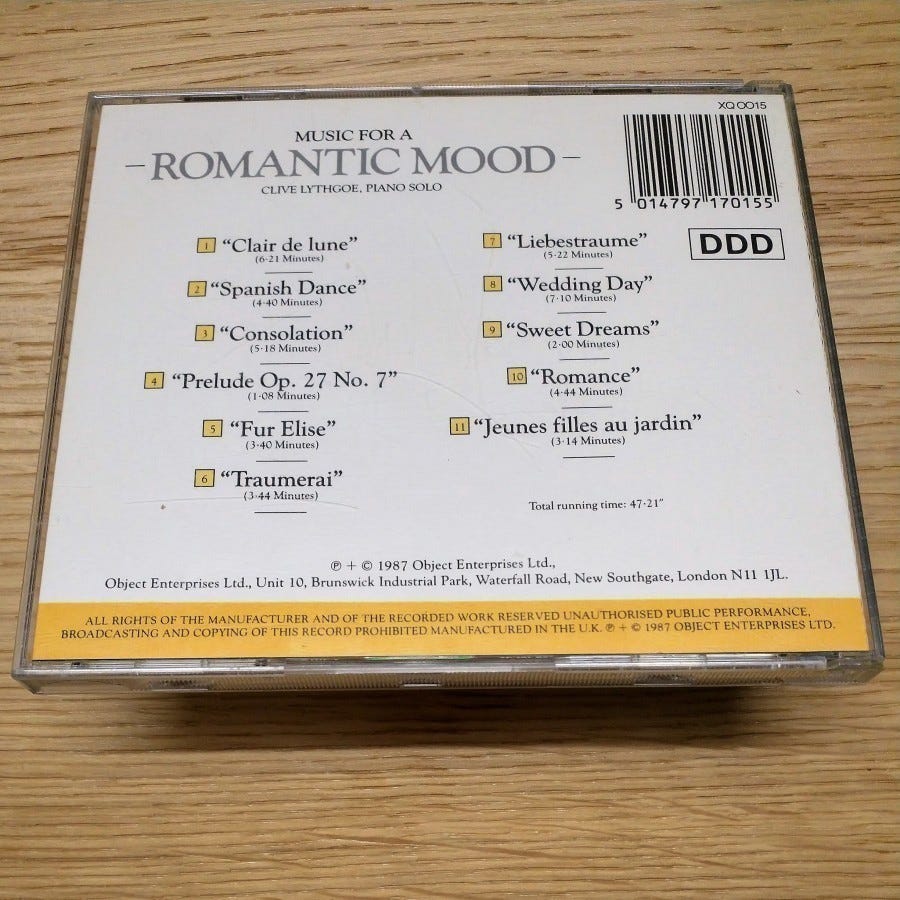 XQ 0015
MUSIC FOR A
– ROMANTIC MOOD –
CLIVE LYTHGOE, PIANO SOLO
5 014797 170155
DDD
1 “Clair de lune”
(6·21 Minutes)
2 “Spanish Dance”
(4·40 Minutes)
3 “Consolation”
(5·18 Minutes)
4 “Prelude Op. 27 No. 7”
(1·08 Minutes)
5 “Fur Elise”
(3·40 Minutes)
6 “Traumerai”
(3·44 Minutes)
7 “Liebestraume”
(5·22 Minutes)
8 “Wedding Day”
(7·10 Minutes)
9 “Sweet Dreams”
(2·00 Minutes)
10 “Romance”
(4·44 Minutes)
11 “Jeunes filles au jardin”
(3·14 Minutes)
Total running time: 47·21″
℗ + © 1987 Object Enterprises Ltd.,
Object Enterprises Ltd., Unit 10, Brunswick Industrial Park, Waterfall Road, New Southgate, London N11 1JL.
ALL RIGHTS OF THE MANUFACTURER AND OF THE RECORDED WORK RESERVED UNAUTHORISED PUBLIC PERFORMANCE,
BROADCASTING AND COPYING OF THIS RECORD PROHIBITED MANUFACTURED IN THE U.K. ℗ + © 1987 OBJECT ENTERPRISES LTD.